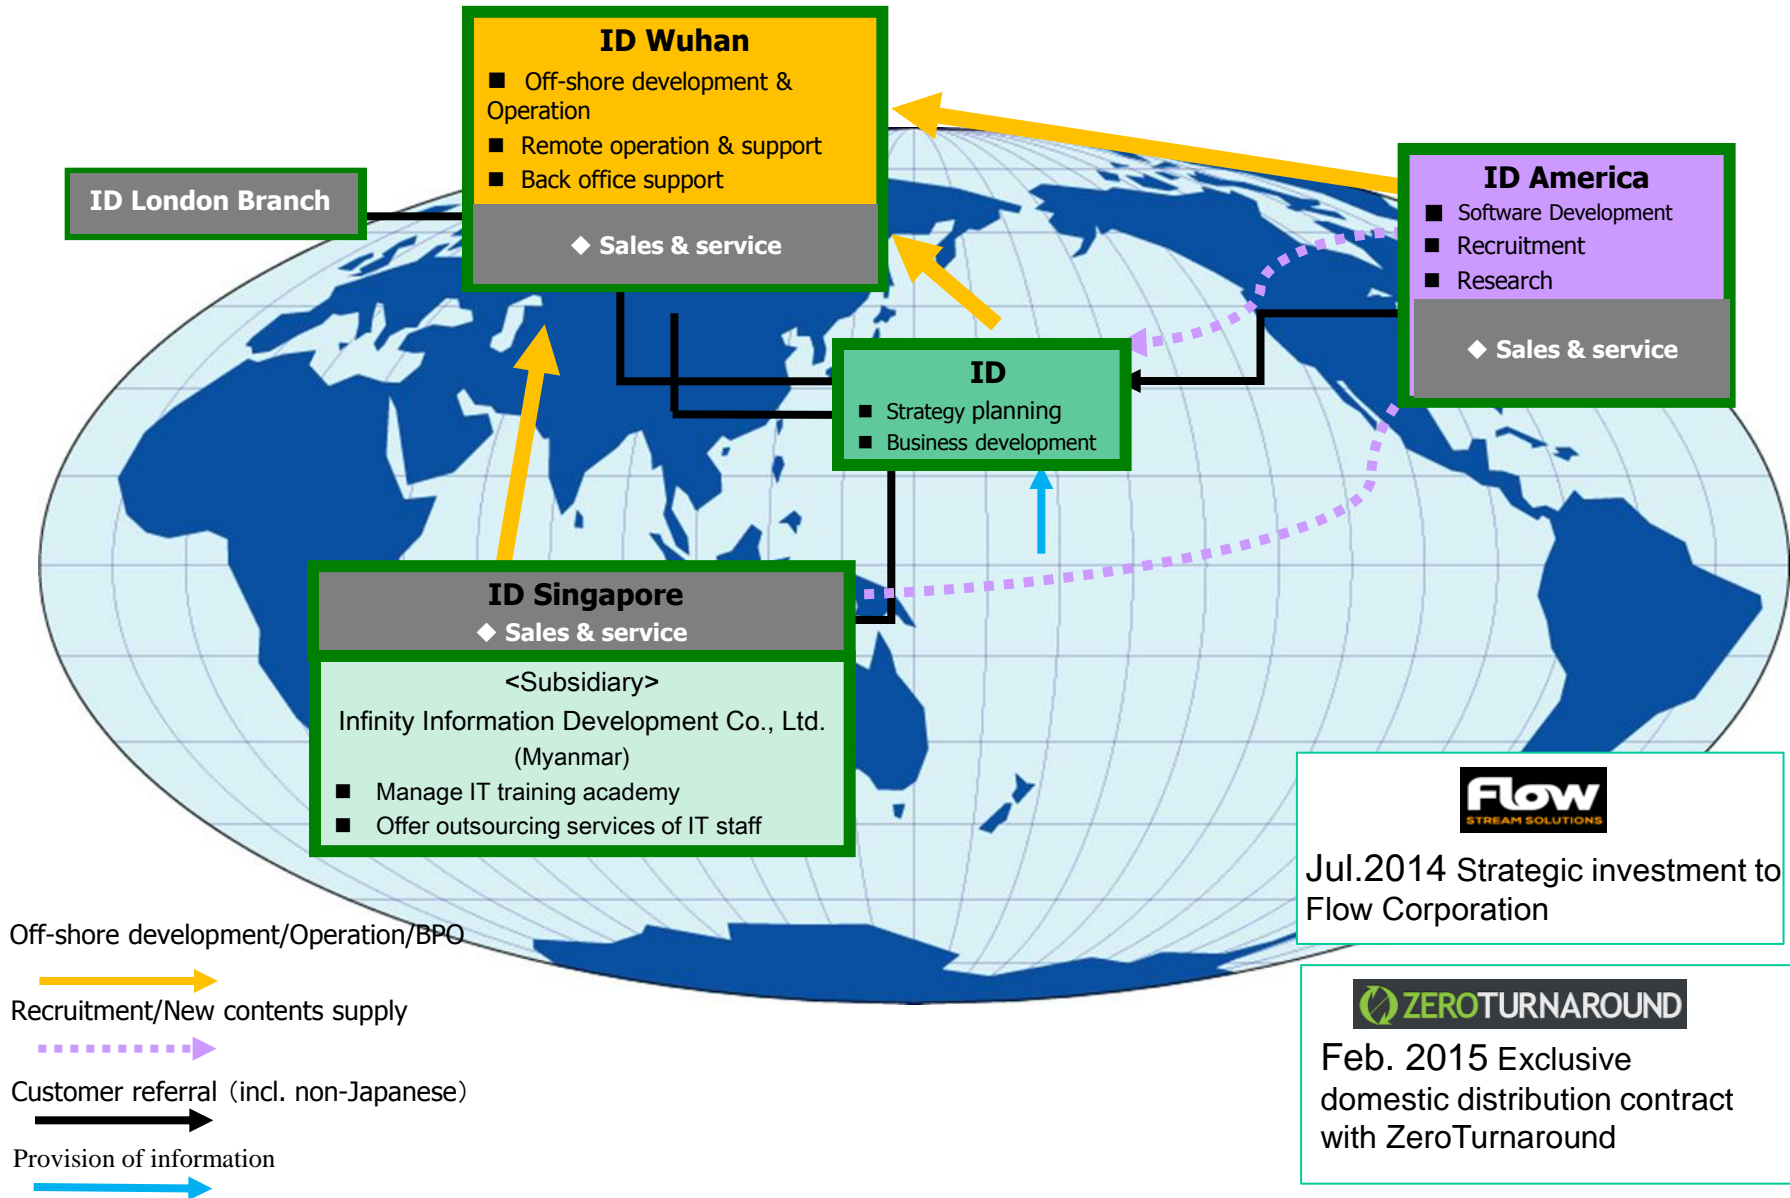 ID Wuhan
■ Off-shore development &
Operation
■ Remote operation & support
■ Back office support
◆ Sales & service
ID London Branch
ID America
■ Software Development
■ Recruitment
■ Research
◆ Sales & service
ID
■ Strategy planning
■ Business development
ID Singapore
◆ Sales & service
<Subsidiary>
Infinity Information Development Co., Ltd.
(Myanmar)
■ Manage IT training academy
■ Offer outsourcing services of IT staff
FLOW
STREAM SOLUTIONS
Jul.2014 Strategic investment to
Flow Corporation
ZEROTURNAROUND
Feb. 2015 Exclusive
domestic distribution contract
with ZeroTurnaround
Off-shore development/Operation/BPO
Recruitment/New contents supply
Customer referral（incl. non-Japanese）
Provision of information